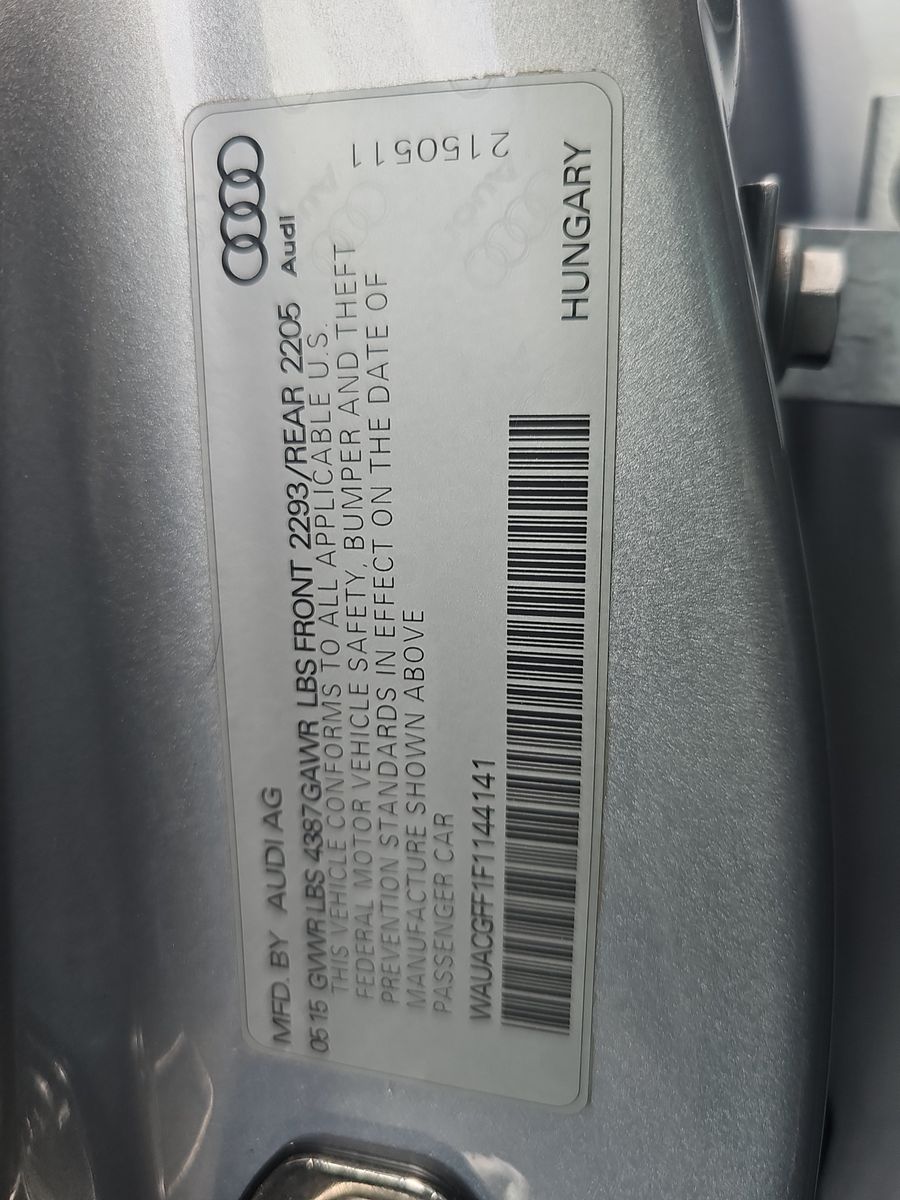 MFD. BY AUDI AG
Audi
0515 GVWR LBS 4387 GAWR LBS FRONT 2293/REAR 2205
THIS VEHICLE CONFORMS TO ALL APPLICABLE U.S.
FEDERAL MOTOR VEHICLE SAFETY, BUMPER AND THEFT
PREVENTION STANDARDS IN EFFECT ON THE DATE OF
MANUFACTURE SHOWN ABOVE
PASSENGER CAR
2150511
WAUACGFF1F1144141
HUNGARY